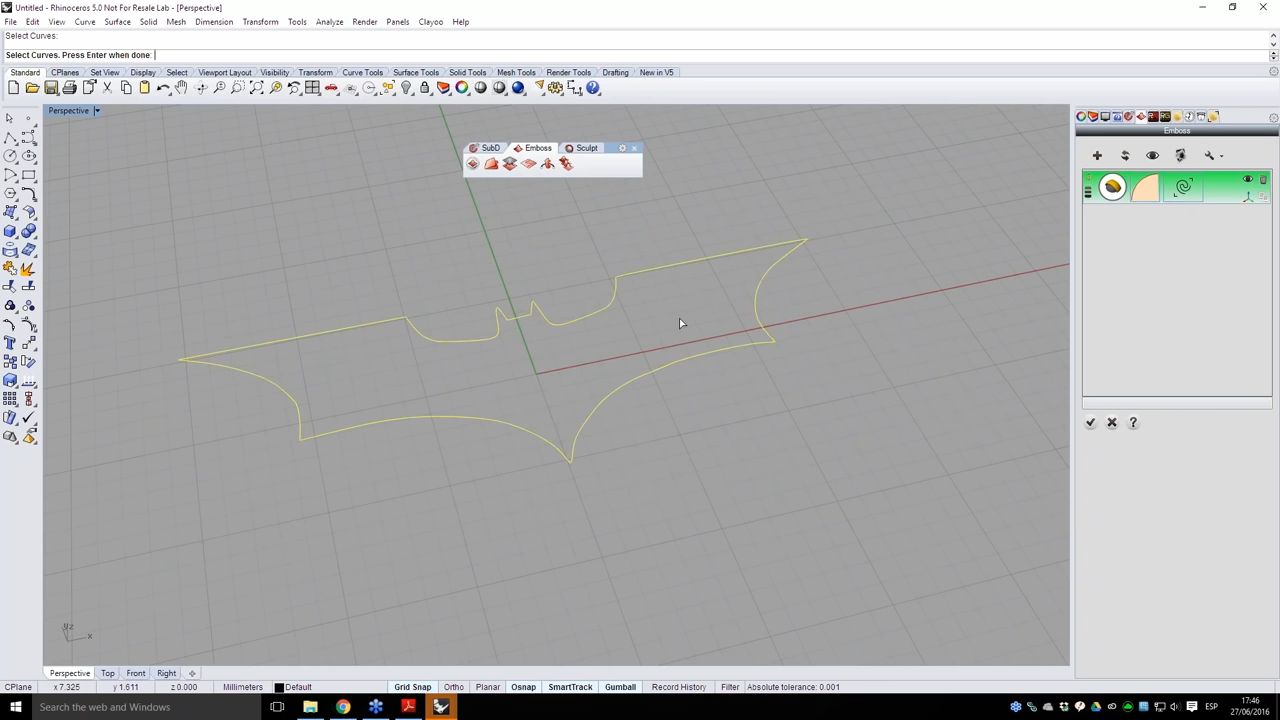 Untitled - Rhinoceros 5.0 Not For Resale Lab - [Perspective]
File Edit View Curve Surface Solid Mesh Dimension Transform Tools Analyze Render Panels Clayoo Help
Select Curves:
Select Curves. Press Enter when done:
Standard CPlanes Set View Display Select Viewport Layout Visibility Transform Curve Tools Surface Tools Solid Tools Mesh Tools Render Tools Drafting New in V5
Perspective
Emboss
SubD Emboss Sculpt
x
Perspective Top Front Right
CPlane x 7.325 y 1.611 z 0.000 Millimeters Default Grid Snap Ortho Planar Osnap SmartTrack Gumball Record History Filter Absolute tolerance: 0.001
Search the web and Windows
ESP
17:46
27/06/2016